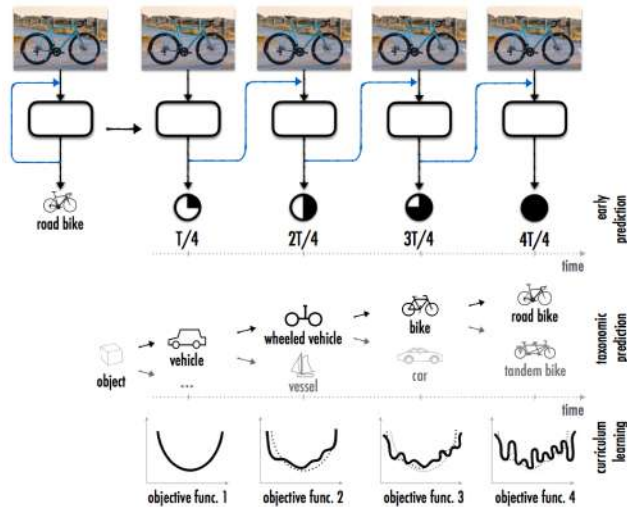 road bike
T/4
2T/4
3T/4
4T/4
early
prediction
time
object
vehicle
...
wheeled vehicle
vessel
bike
car
road bike
tandem bike
taxonomic
prediction
time
objective func. 1
objective func. 2
objective func. 3
objective func. 4
curriculum
learning